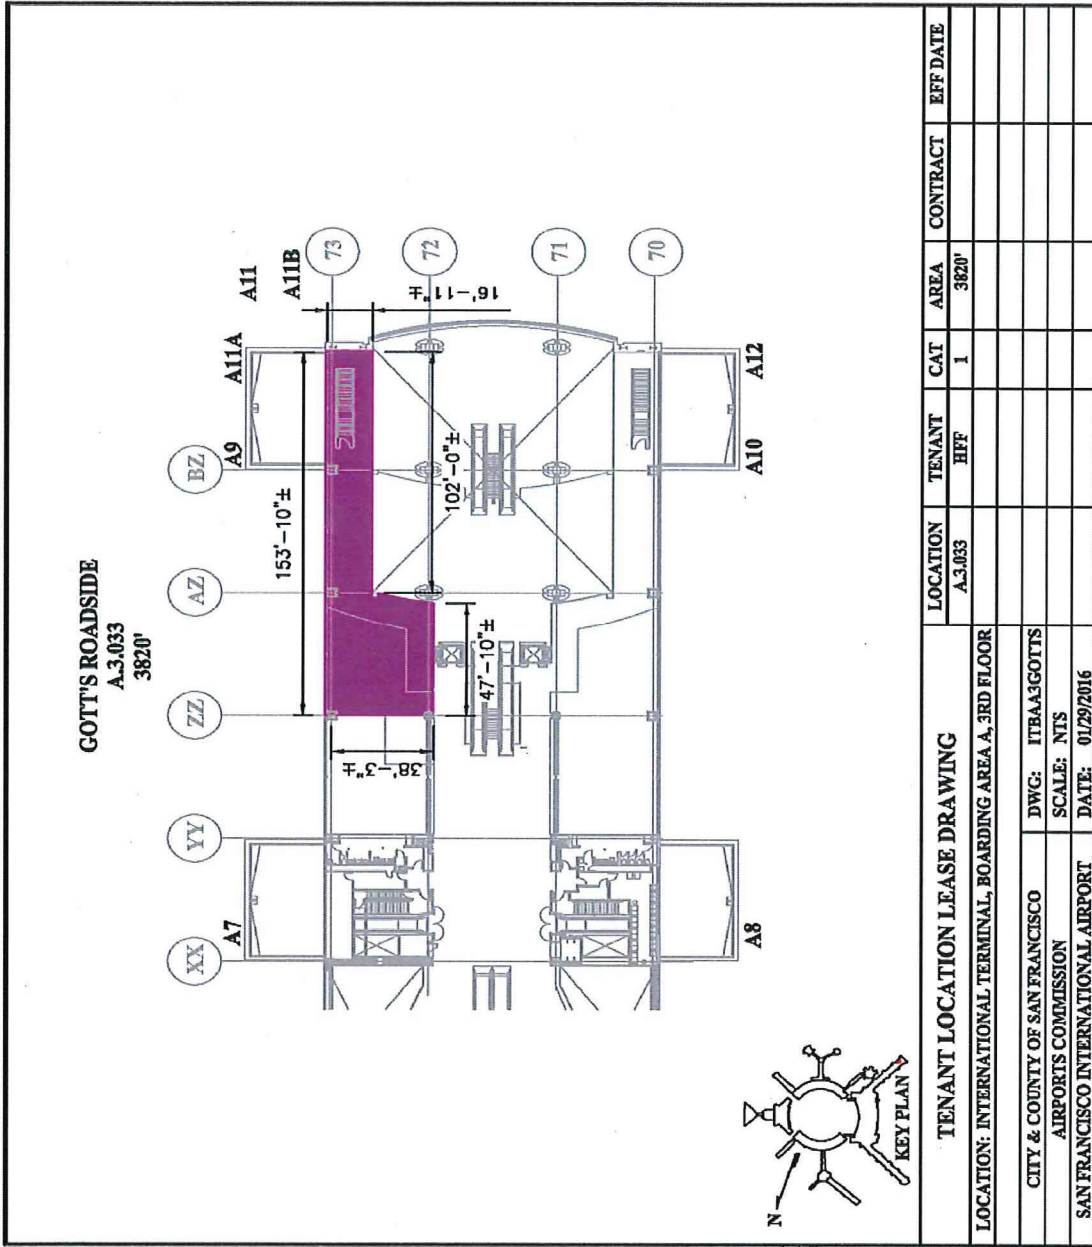 GOTT'S ROADSIDE
A.3.033
3820'
XX
YY
ZZ
AZ
BZ
A7
A9
A11A
A11
A11B
153'-10"±
73
72
71
70
16'-11"±
38'-3"±
47'-10"±
102'-0"±
A8
A10
A12
N
KEY PLAN
TENANT LOCATION LEASE DRAWING
LOCATION TENANT CAT AREA CONTRACT EFF DATE
A.3.033 HFF 1 3820'
LOCATION: INTERNATIONAL TERMINAL, BOARDING AREA A, 3RD FLOOR
CITY & COUNTY OF SAN FRANCISCO DWG: ITBAA3GOTTS
AIRPORTS COMMISSION SCALE: NTS
SAN FRANCISCO INTERNATIONAL AIRPORT DATE: 01/29/2016